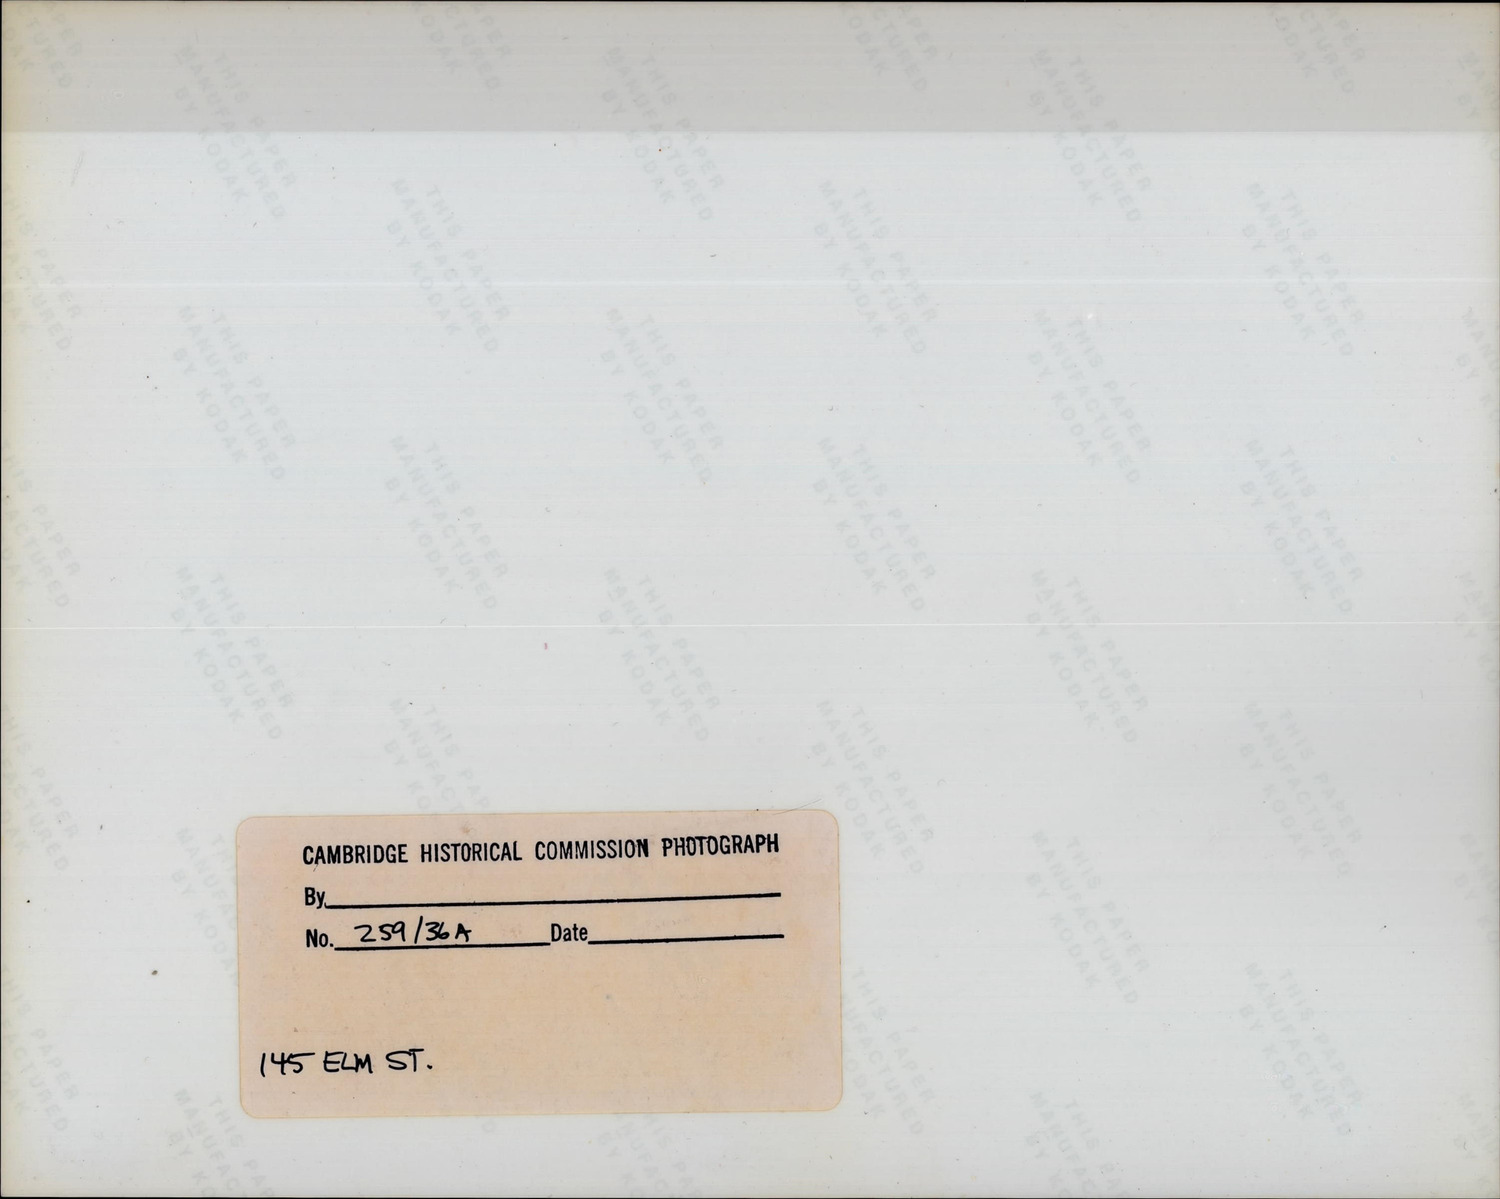 CAMBRIDGE HISTORICAL COMMISSION PHOTOGRAPH
By
No. 259/36A Date
145 ELM ST.
THIS PAPER
MANUFACTURED
BY KODAK